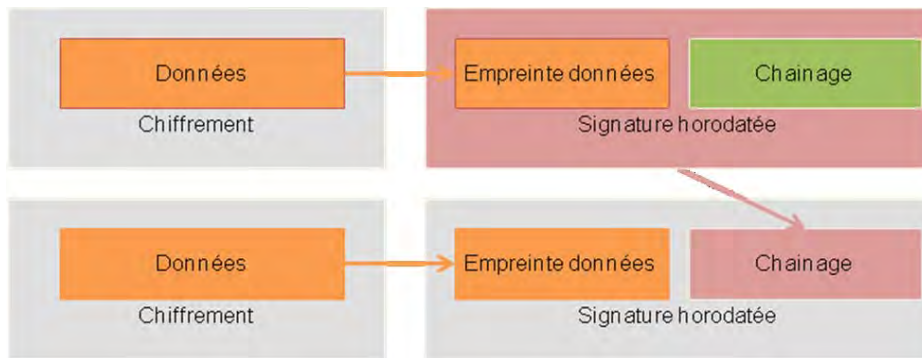 Données
Empreinte données
Chainage
Chiffrement
Signature horodatée
Données
Empreinte données
Chainage
Chiffrement
Signature horodatée